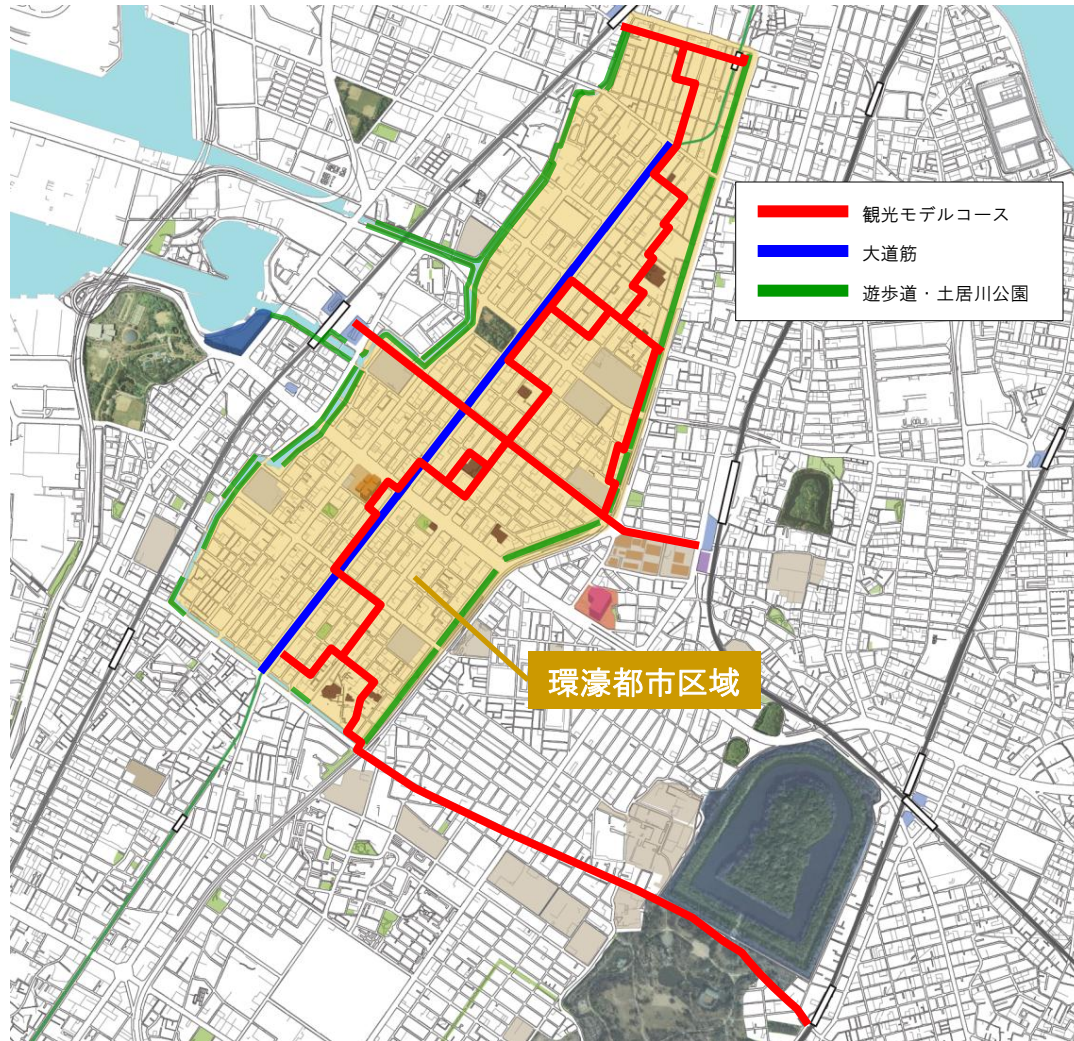 観光モデルコース
大道筋
遊歩道・土居川公園
環濠都市区域